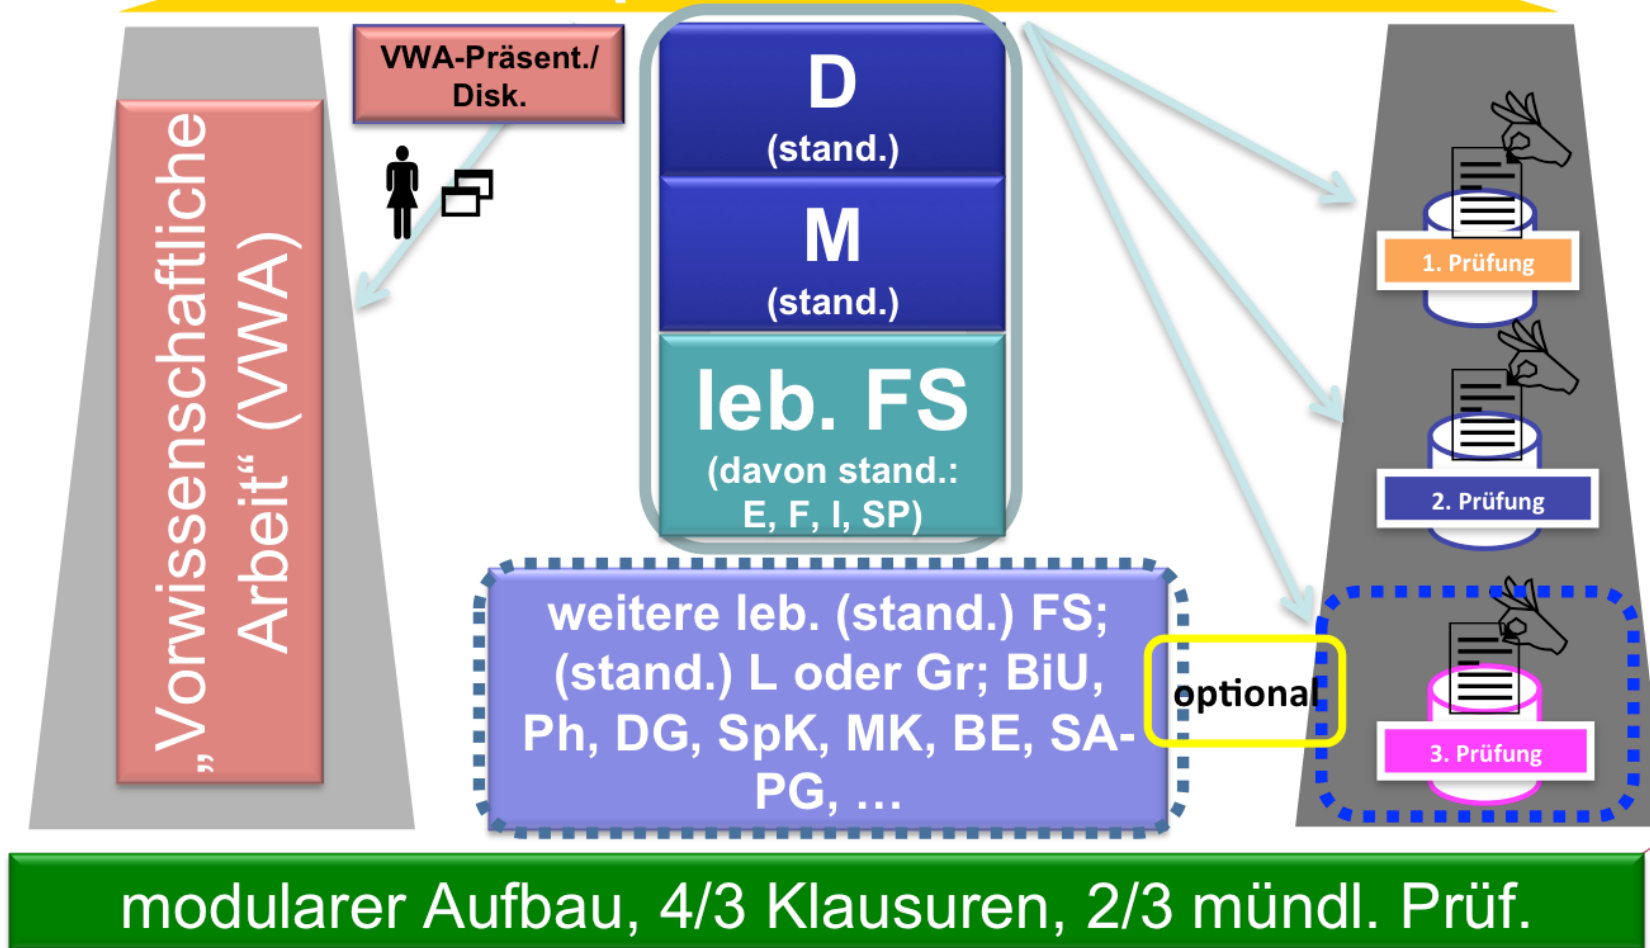 VWA-Präsent./
Disk.
„Vorwissenschaftliche
Arbeit“ (VWA)
D
(stand.)
M
(stand.)
leb. FS
(davon stand.:
E, F, I, SP)
weitere leb. (stand.) FS;
(stand.) L oder Gr; BiU,
Ph, DG, SpK, MK, BE, SA-
PG, …
optional
1. Prüfung
2. Prüfung
3. Prüfung
modularer Aufbau, 4/3 Klausuren, 2/3 mündl. Prüf.